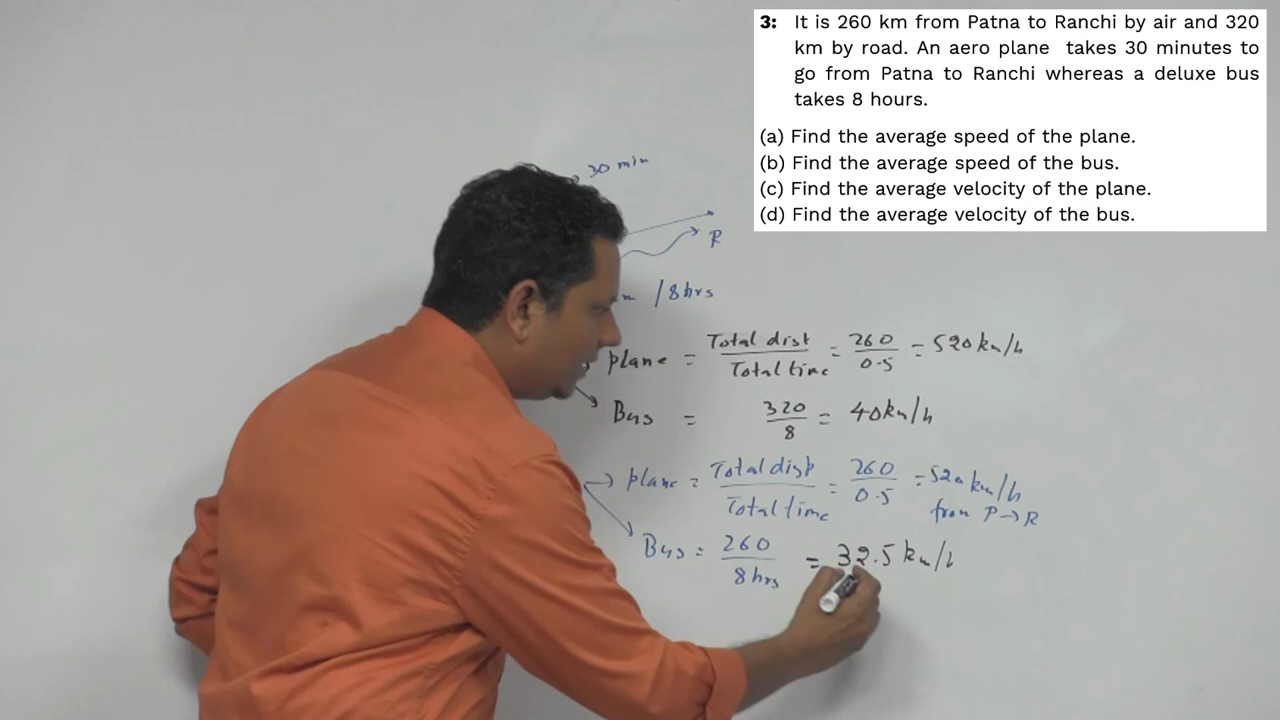 3: It is 260 km from Patna to Ranchi by air and 320
km by road. An aero plane takes 30 minutes to
go from Patna to Ranchi whereas a deluxe bus
takes 8 hours.
(a) Find the average speed of the plane.
(b) Find the average speed of the bus.
(c) Find the average velocity of the plane.
(d) Find the average velocity of the bus.
30 min
R
/8hrs
plane = Total dist / Total time = 260 / 0.5 = 520 km/h
Bus = 320 / 8 = 40km/h
plane = Total disp / Total time = 260 / 0.5 = 520 km/h
from P→R
Bus = 260 / 8 hrs = 32.5 km/h